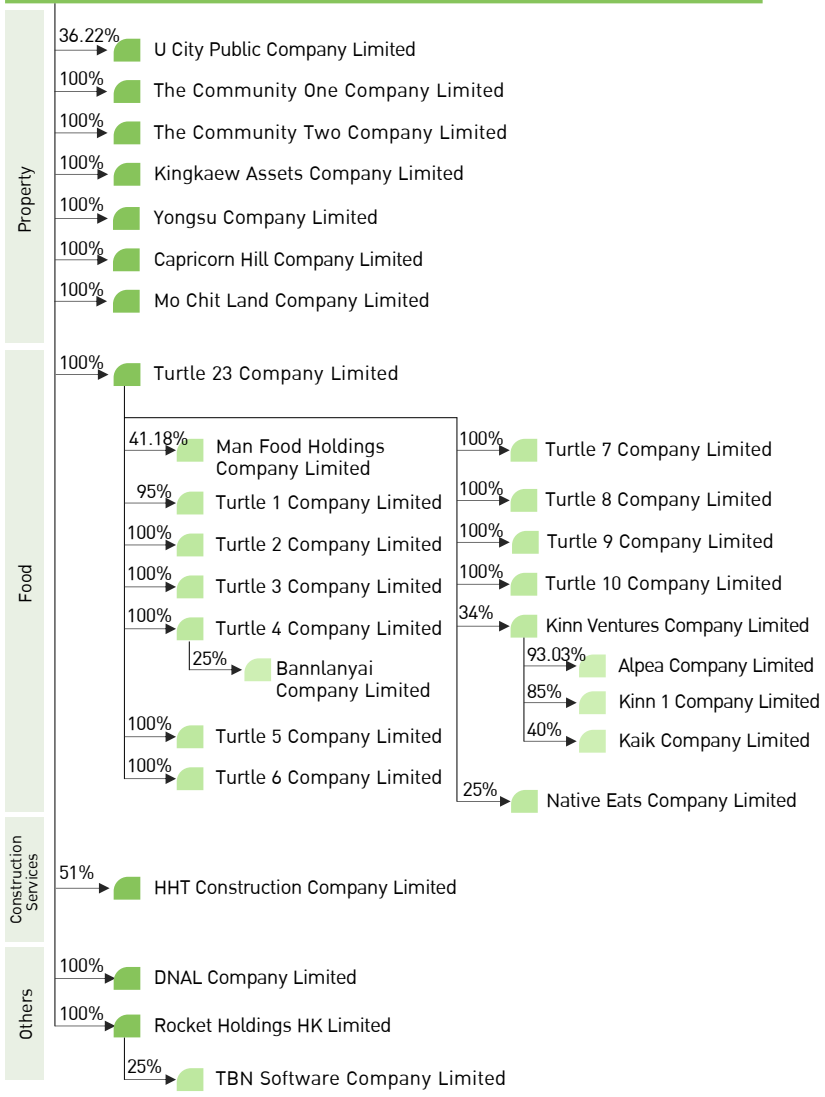 Property
36.22%
U City Public Company Limited
100%
The Community One Company Limited
100%
The Community Two Company Limited
100%
Kingkaew Assets Company Limited
100%
Yongsu Company Limited
100%
Capricorn Hill Company Limited
100%
Mo Chit Land Company Limited
Food
100%
Turtle 23 Company Limited
41.18%
Man Food Holdings
Company Limited
95%
Turtle 1 Company Limited
100%
Turtle 2 Company Limited
100%
Turtle 3 Company Limited
100%
Turtle 4 Company Limited
25%
Bannlanyai
Company Limited
100%
Turtle 5 Company Limited
100%
Turtle 6 Company Limited
100%
Turtle 7 Company Limited
100%
Turtle 8 Company Limited
100%
Turtle 9 Company Limited
100%
Turtle 10 Company Limited
34%
Kinn Ventures Company Limited
93.03%
Alpea Company Limited
85%
Kinn 1 Company Limited
40%
Kaik Company Limited
25%
Native Eats Company Limited
Construction
Services
51%
HHT Construction Company Limited
Others
100%
DNAL Company Limited
100%
Rocket Holdings HK Limited
25%
TBN Software Company Limited